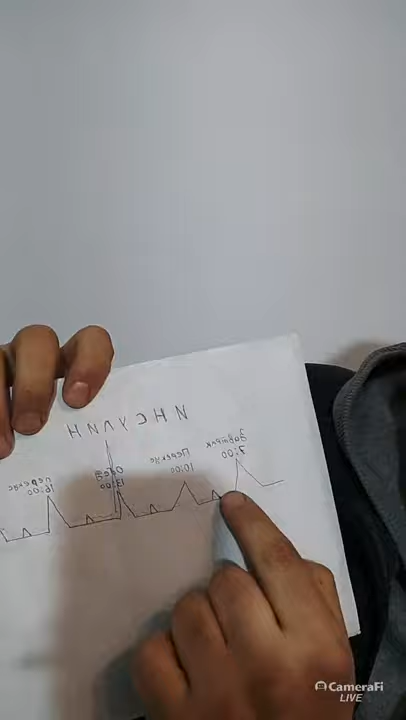 ИНСУЛИН
Завтрак
7:00
Перекус
10:00
Обед
13:00
перекус
16:00
CameraFi
LIVE